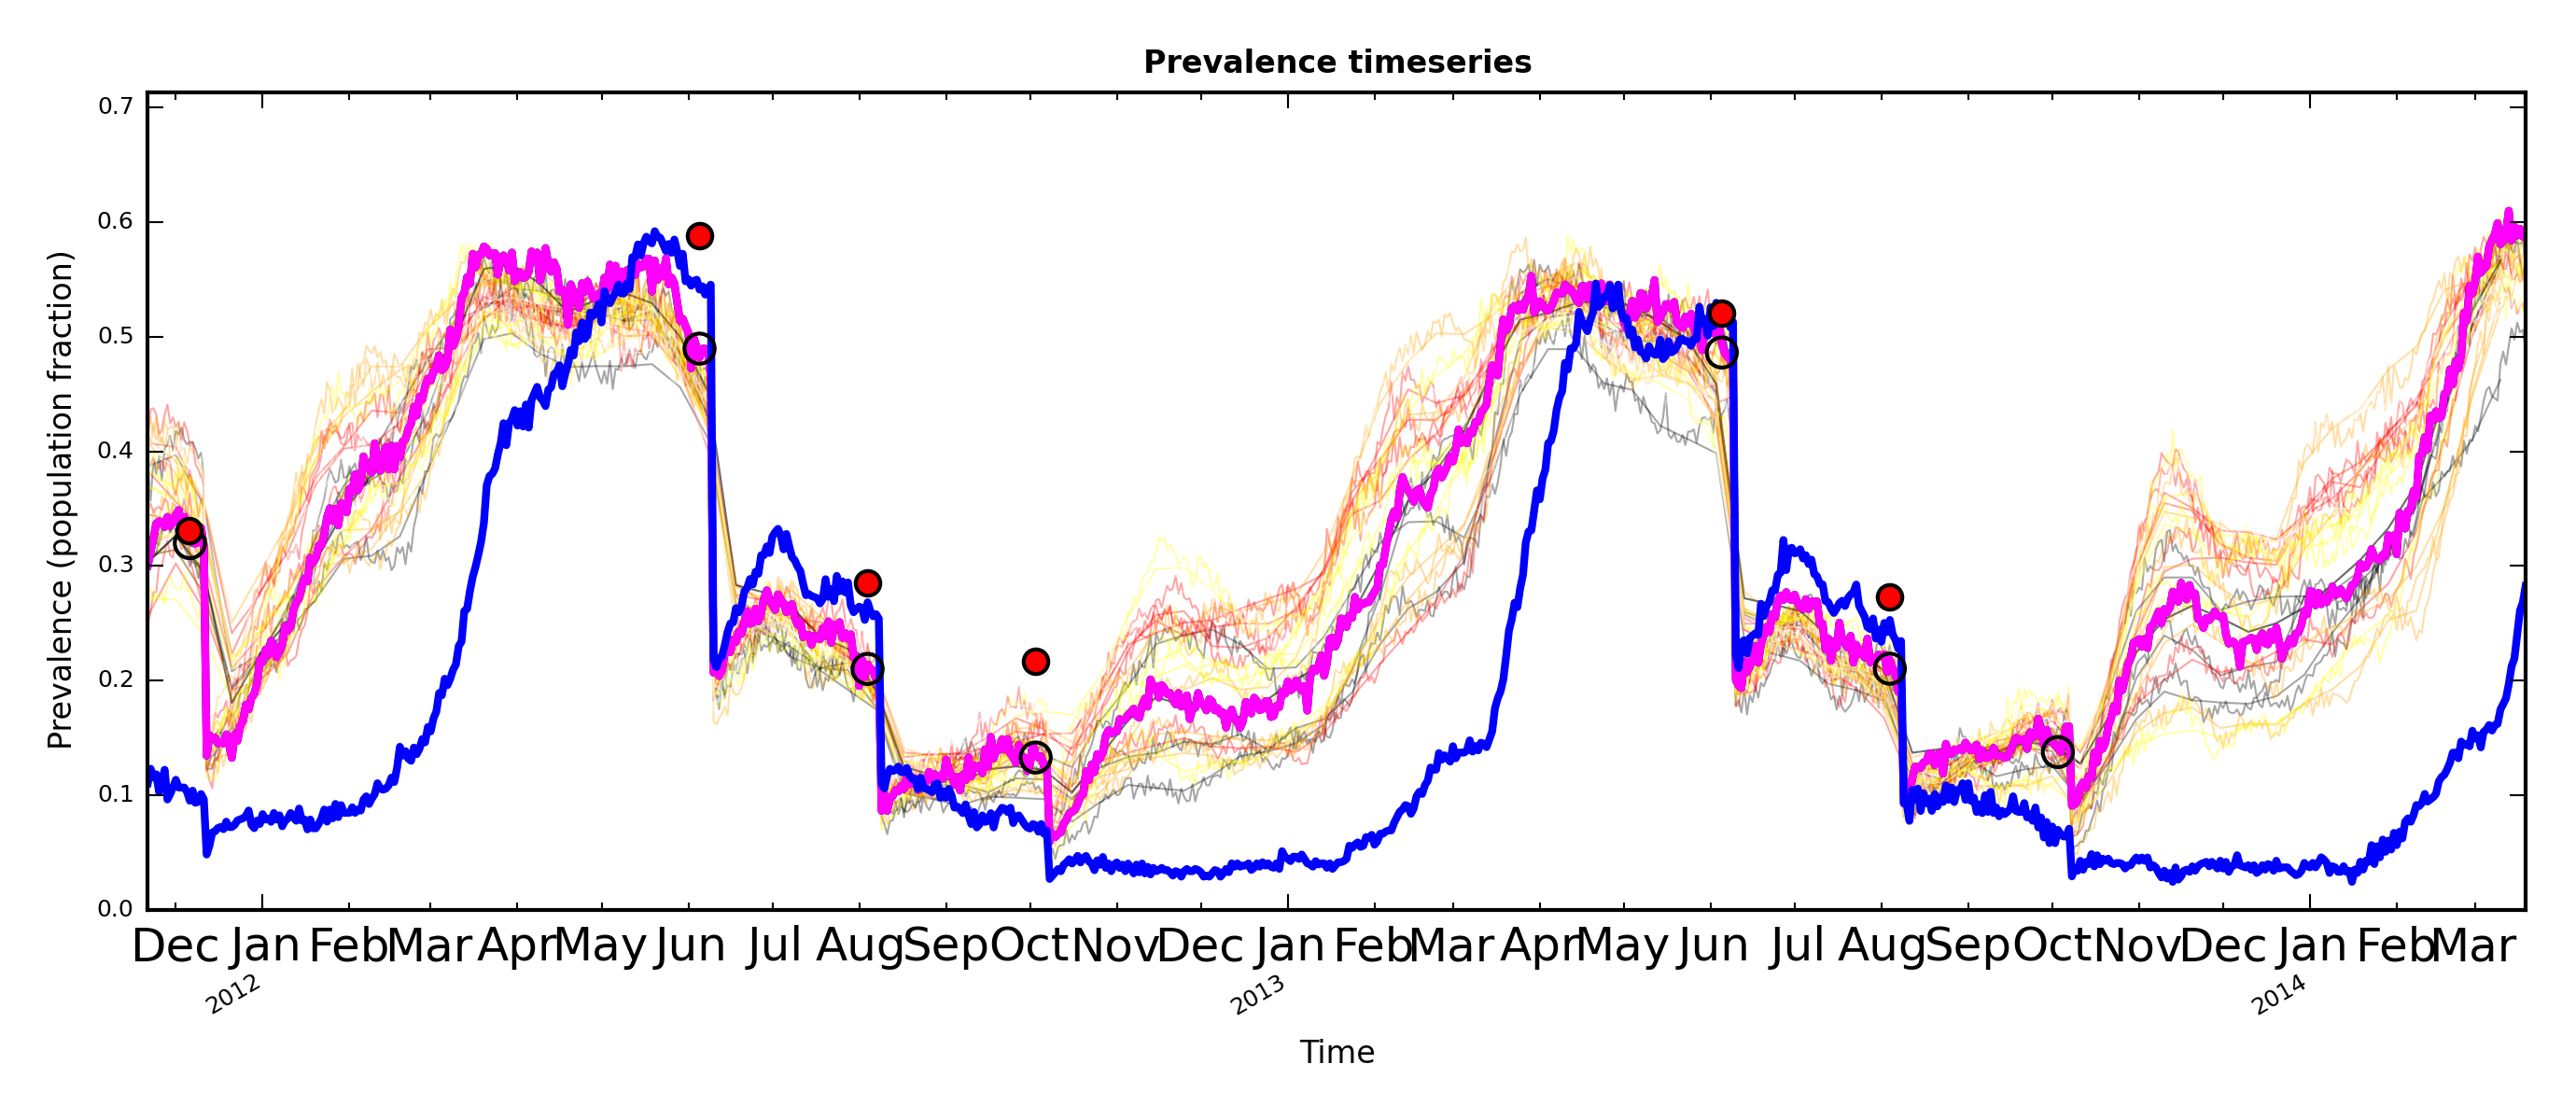 Prevalence timeseries
Prevalence (population fraction)
0.7
0.6
0.5
0.4
0.3
0.2
0.1
0.0
Dec Jan Feb Mar Apr May Jun Jul Aug Sep Oct Nov Dec Jan Feb Mar Apr May Jun Jul Aug Sep Oct Nov Dec Jan Feb Mar
2012 2013 2014
Time